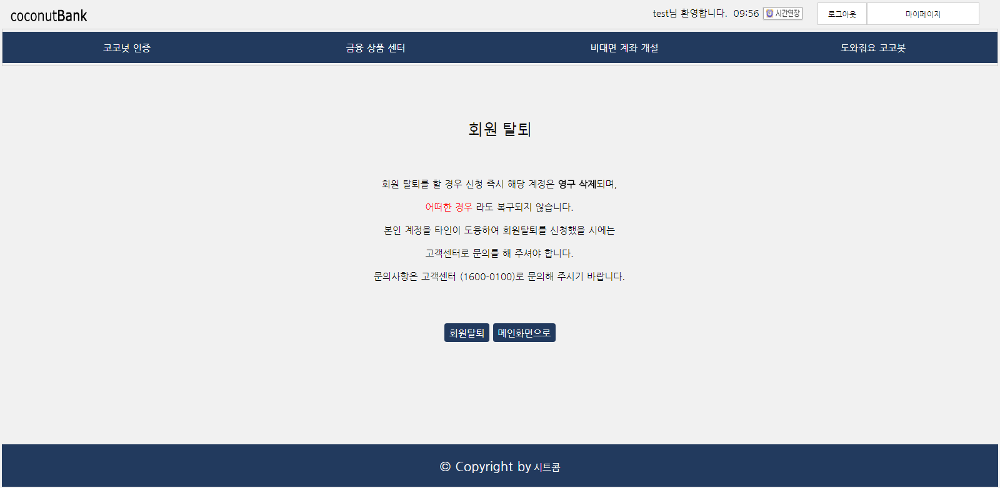 coconutBank
test님 환영합니다. 09:56 시간연장 로그아웃 마이페이지
코코넛 인증 금융 상품 센터 비대면 계좌 개설 도와줘요 코코봇
회원 탈퇴
회원 탈퇴를 할 경우 신청 즉시 해당 계정은 영구 삭제되며,
어떠한 경우 라도 복구되지 않습니다.
본인 계정을 타인이 도용하여 회원탈퇴를 신청했을 시에는
고객센터로 문의를 해 주셔야 합니다.
문의사항은 고객센터 (1600-0100)로 문의해 주시기 바랍니다.
회원탈퇴 메인화면으로
© Copyright by 시트콤